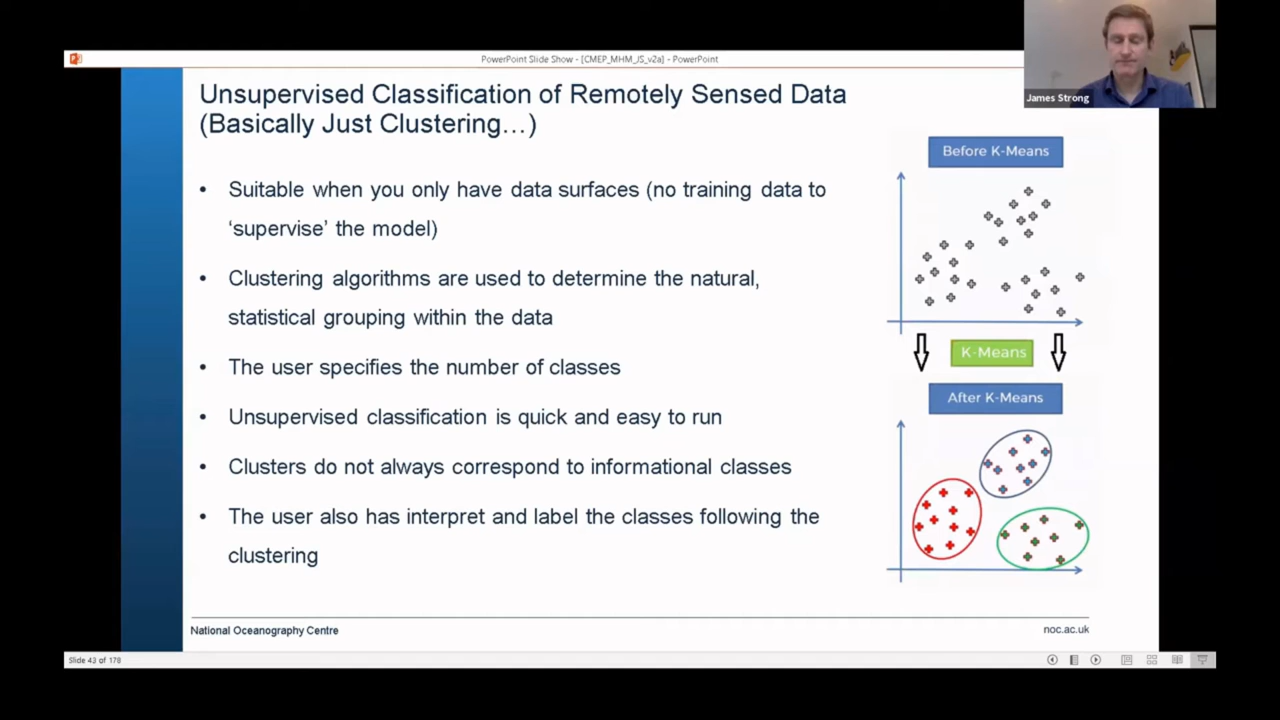 PowerPoint Slide Show - [CMEP_MHM_JS_v2a] - PowerPoint
James Strong
Unsupervised Classification of Remotely Sensed Data
(Basically Just Clustering…)
• Suitable when you only have data surfaces (no training data to
‘supervise’ the model)
• Clustering algorithms are used to determine the natural,
statistical grouping within the data
• The user specifies the number of classes
• Unsupervised classification is quick and easy to run
• Clusters do not always correspond to informational classes
• The user also has interpret and label the classes following the
clustering
Before K-Means
K-Means
After K-Means
National Oceanography Centre
noc.ac.uk
Slide 43 of 178